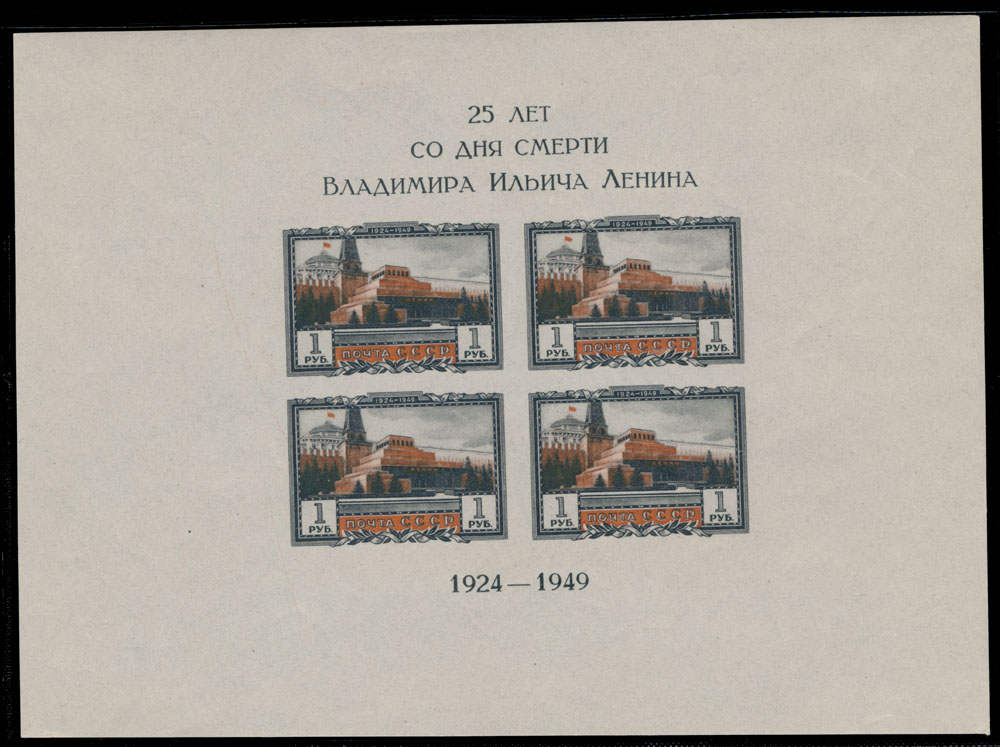 25 ЛЕТ
СО ДНЯ СМЕРТИ
ВЛАДИМИРА ИЛЬИЧА ЛЕНИНА
1924-1949
1 РУБ.
ПОЧТА СССР
1 РУБ.
1924-1949
1 РУБ.
ПОЧТА СССР
1 РУБ.
1924-1949
1 РУБ.
ПОЧТА СССР
1 РУБ.
1924-1949
1 РУБ.
ПОЧТА СССР
1 РУБ.
1924—1949